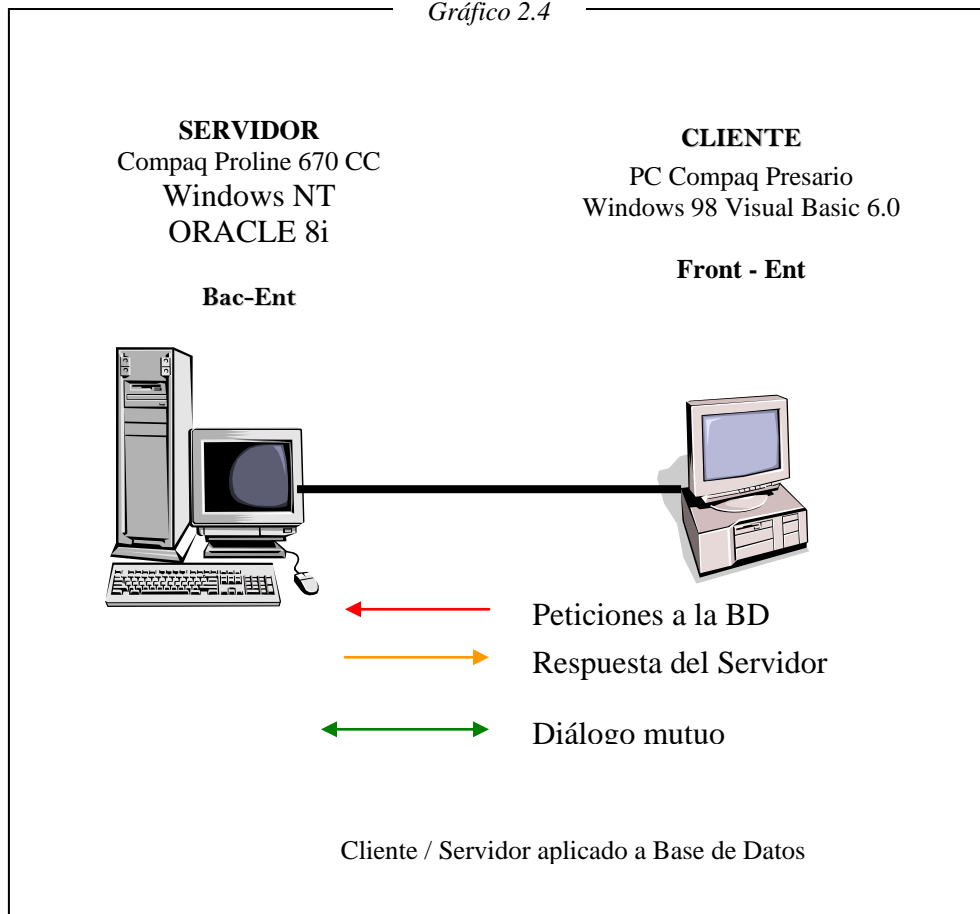 Gráfico 2.4
SERVIDOR
Compaq Proline 670 CC
Windows NT
ORACLE 8i
Bac-Ent
CLIENTE
PC Compaq Presario
Windows 98 Visual Basic 6.0
Front - Ent
Peticiones a la BD
Respuesta del Servidor
Diálogo mutuo
Cliente / Servidor aplicado a Base de Datos